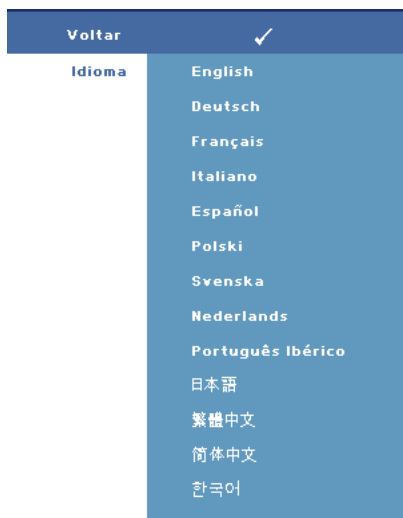 Voltar
Idioma
English
Deutsch
Français
Italiano
Español
Polski
Svenska
Nederlands
Português Ibérico
日本語
繁體中文
简体中文
한국어